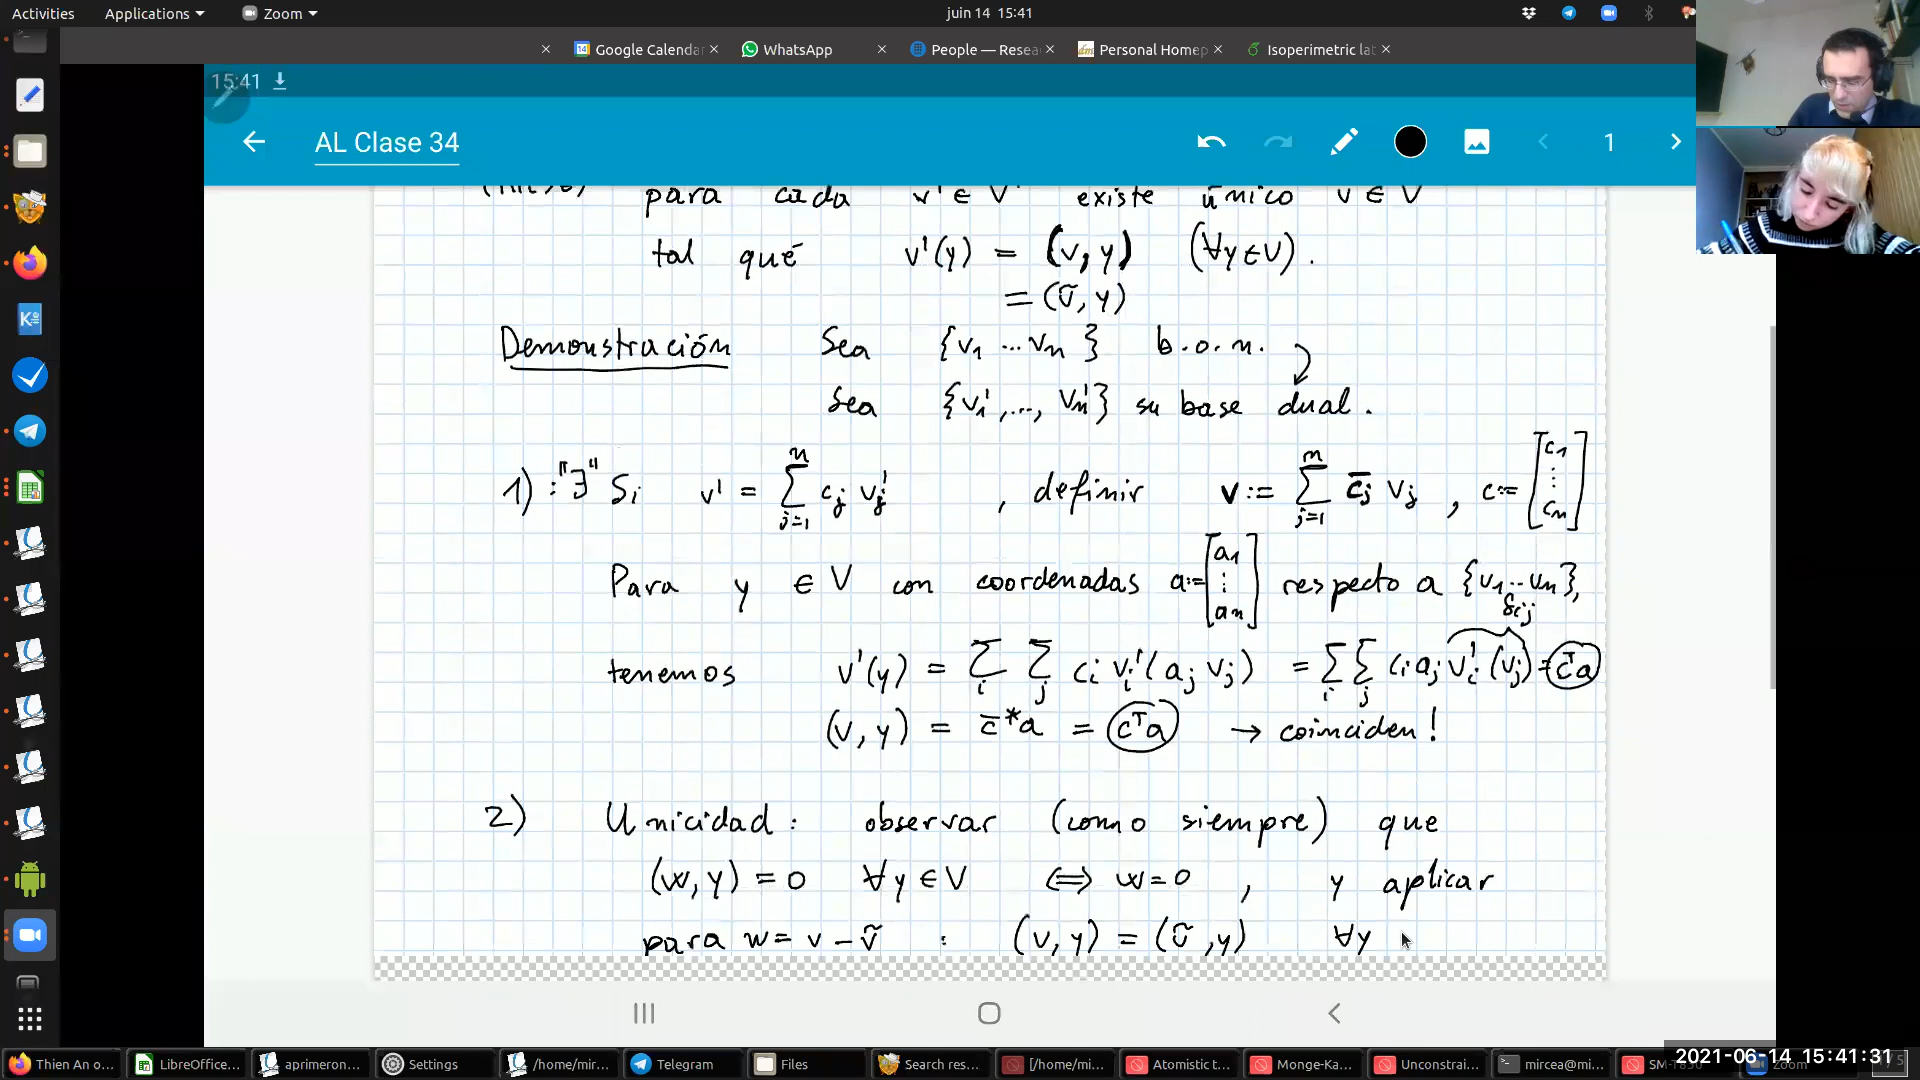 Activities Applications Zoom juin 14 15:41
Google Calendar WhatsApp People — Resea Personal Homep Isoperimetric lat
15:41
AL Clase 34 1
para cada v' ∈ V' existe único v ∈ V
tal que v'(y) = (v, y) (∀y∈V).
= (ṽ, y)
Demonstración Sea {v₁ ... vₙ} b.o.n.
Sea {v₁',..., vₙ'} su base dual.
1) : "∃" Si v' = Σ_{j=1}^{n} cⱼ vⱼ' , definir v := Σ_{j=1}^{n} c̄ⱼ vⱼ , c := [c₁ ⋮ cₙ]
Para y ∈ V con coordenadas a := [a₁ ⋮ aₙ] respecto a {v₁...vₙ},
δᵢⱼ
tenemos v'(y) = Σᵢ Σⱼ cᵢ vᵢ'(aⱼ vⱼ) = Σᵢ Σⱼ cᵢ aⱼ vᵢ'(vⱼ) = cᵀa
(v, y) = c̄*a = cᵀa → coinciden!
2) Unicidad: observar (como siempre) que
(w, y) = 0 ∀y ∈ V ⟺ w = 0 , y aplicar
para w = v − ṽ : (v, y) = (ṽ, y) ∀y
Thien An o... LibreOffice... aprimeron... Settings /home/mir... Telegram Files Search res... [/home/mi... Atomistic t... Monge-Ka... Unconstrai... mircea@mi... Zoom
2021-06-14 15:41:31